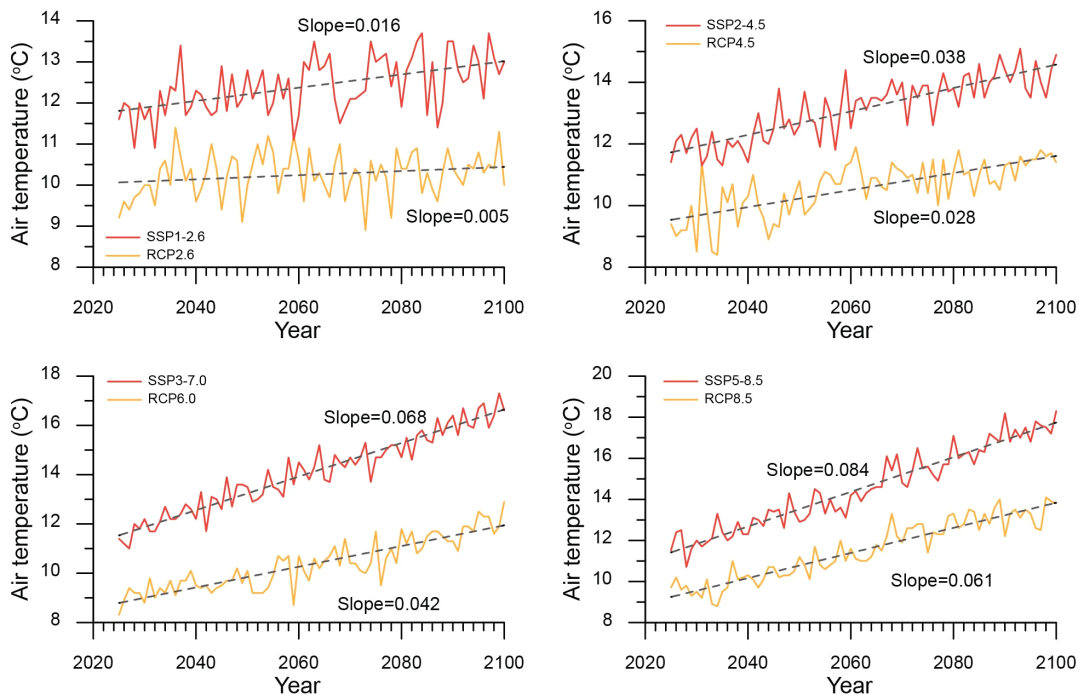 14
13
12
11
10
9
8
Air temperature (°C)
Slope=0.016
Slope=0.005
SSP1-2.6
RCP2.6
2020 2040 2060 2080 2100
Year
16
14
12
10
8
Air temperature (°C)
SSP2-4.5
RCP4.5
Slope=0.038
Slope=0.028
2020 2040 2060 2080 2100
Year
18
16
14
12
10
8
Air temperature (°C)
SSP3-7.0
RCP6.0
Slope=0.068
Slope=0.042
2020 2040 2060 2080 2100
Year
20
18
16
14
12
10
8
Air temperature (°C)
SSP5-8.5
RCP8.5
Slope=0.084
Slope=0.061
2020 2040 2060 2080 2100
Year